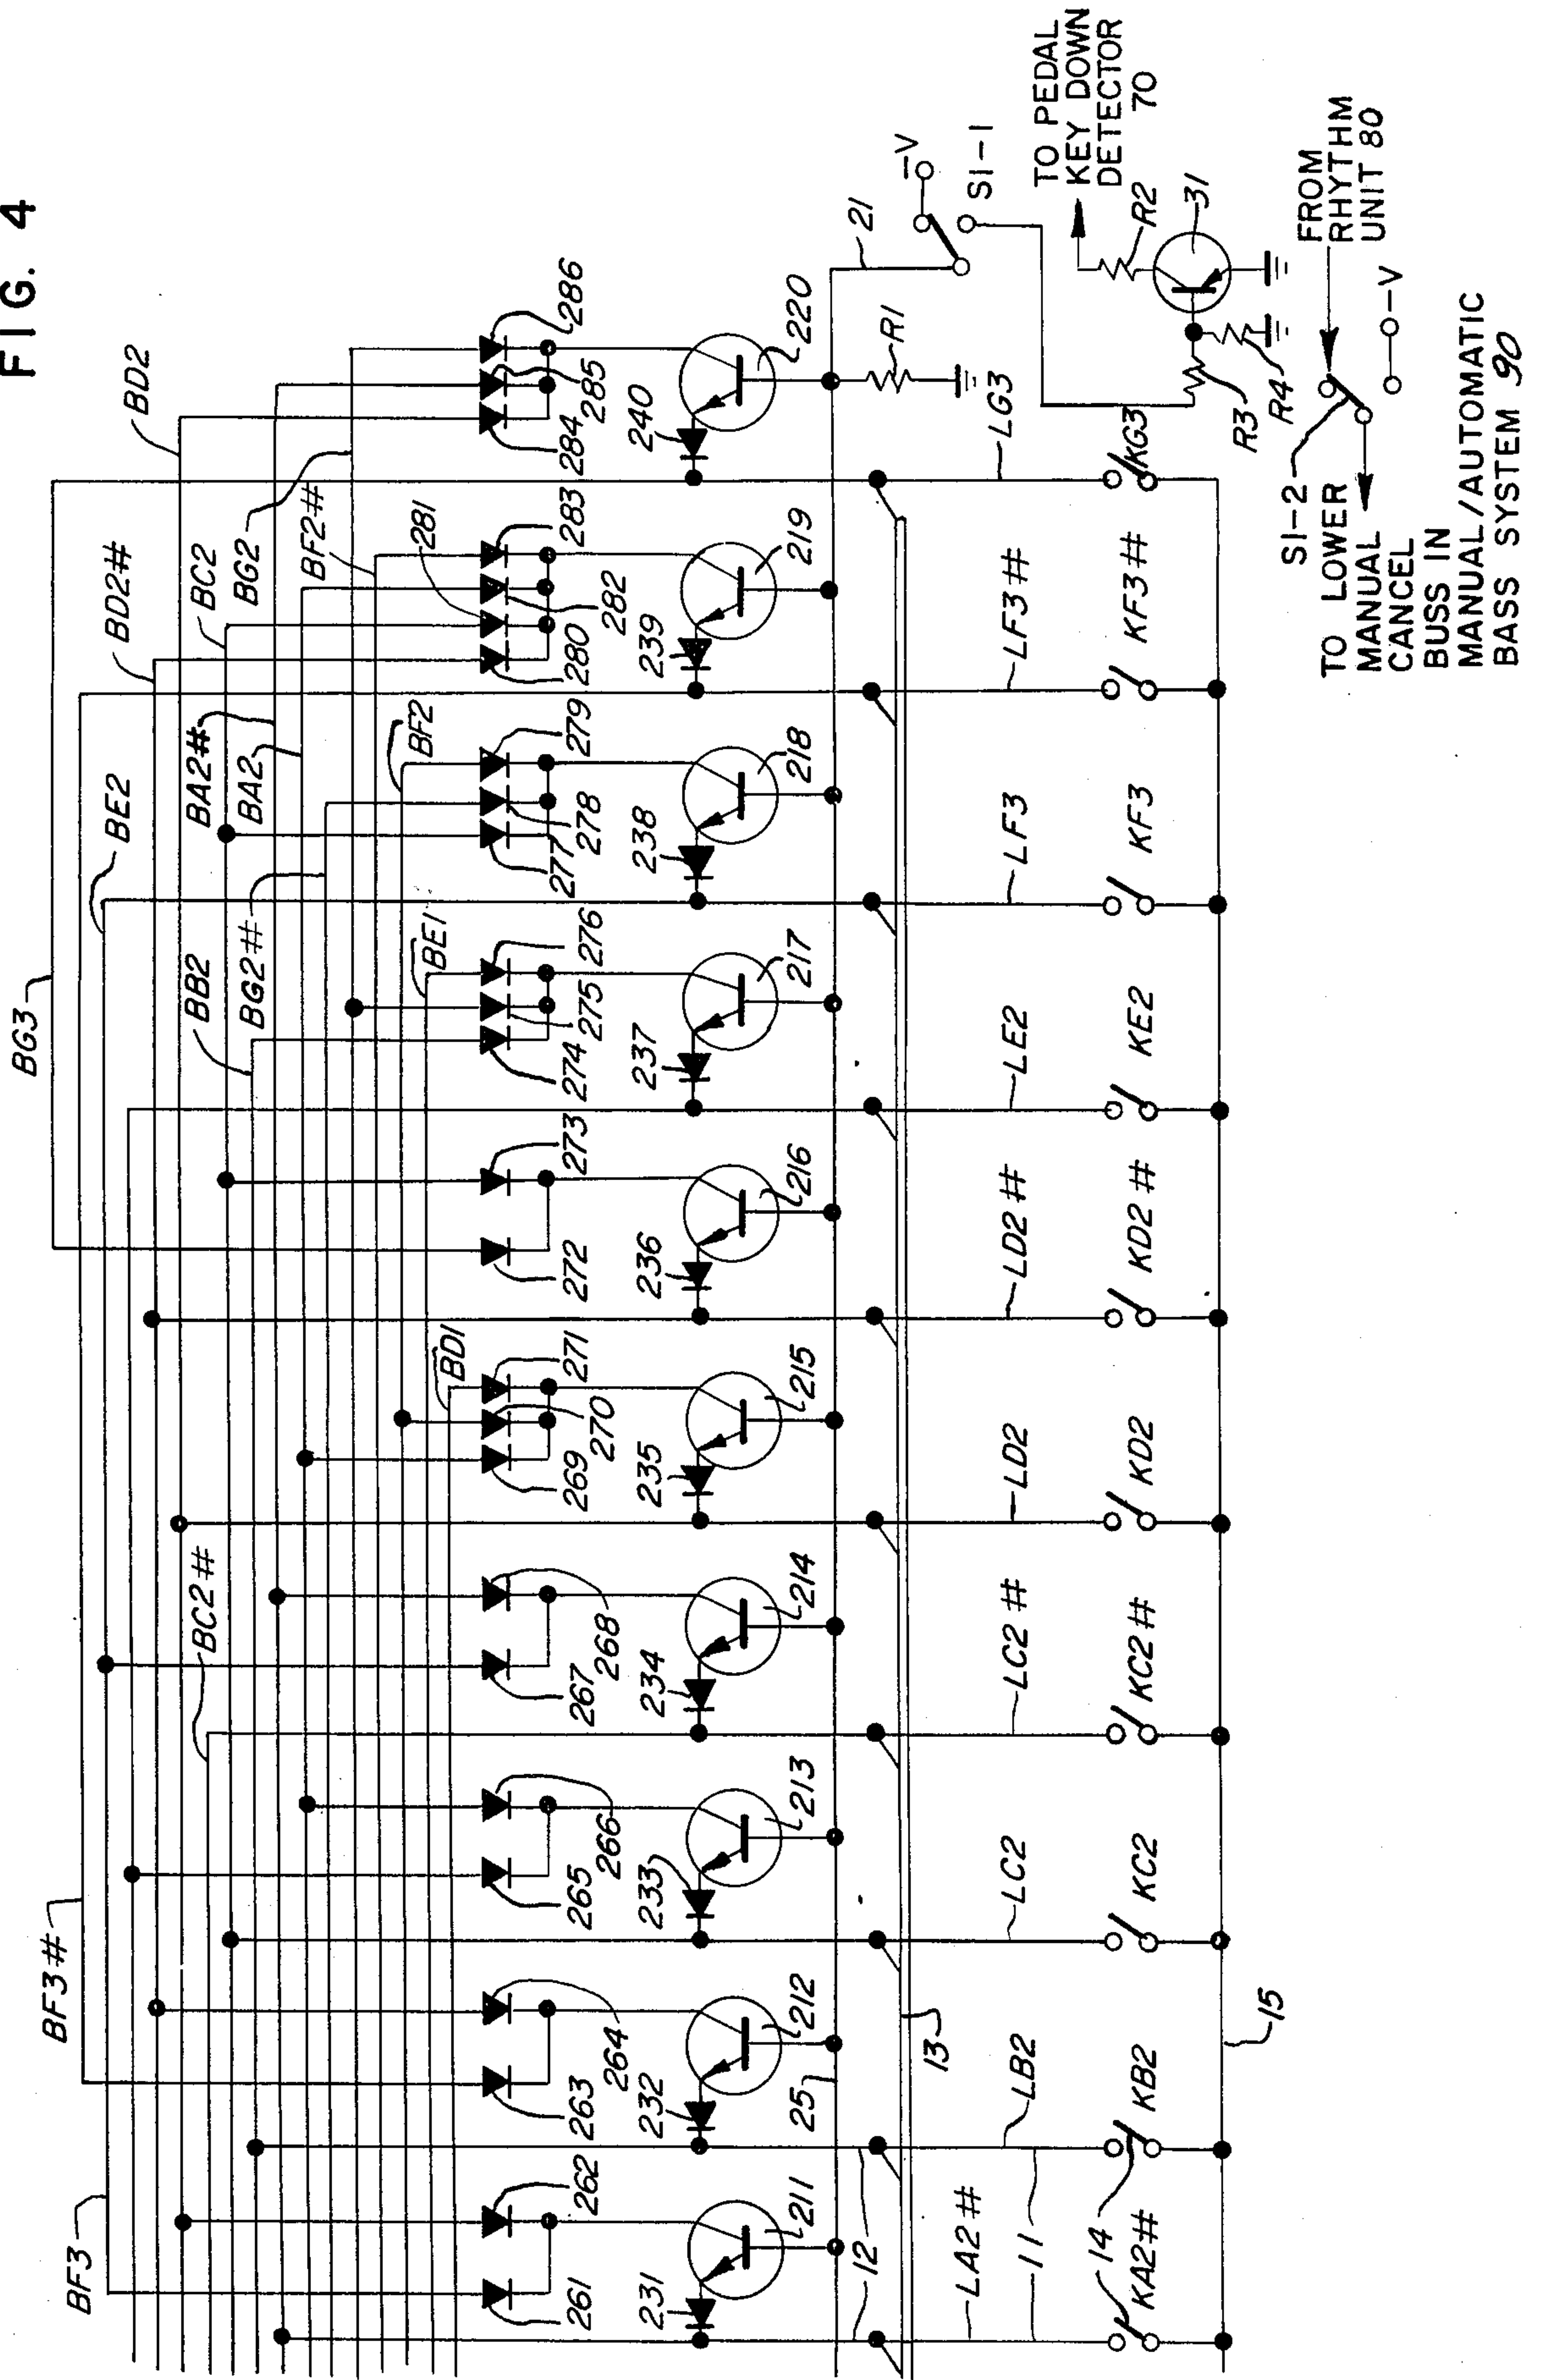 FIG. 4
BG3
BF3#
BF3
BE2
BD2#
BD2
BC2
BC2#
BB2
BA2#
BA2
BG2#
BG2
BF2#
BF2
BE1
BD1
261
262
263
264
265
266
267
268
269
270
271
272
273
274
275
276
277
278
279
280
281
282
283
284
285
286
231
232
233
234
235
236
237
238
239
240
211
212
213
214
215
216
217
218
219
220
25
21
-V
S1-1
R1
12
13
LA2#
LB2
LC2
LC2#
LD2
LD2#
LE2
LF3
LF3#
LG3
11
11
14
KA2#
KB2
KC2
KC2#
KD2
KD2#
KE2
KF3
KF3#
KG3
15
TO PEDAL
KEY DOWN
DETECTOR
70
R2
31
R3
R4
FROM
RHYTHM
UNIT 80
S1-2
-V
TO LOWER
MANUAL
CANCEL
BUSS IN
MANUAL/AUTOMATIC
BASS SYSTEM 90